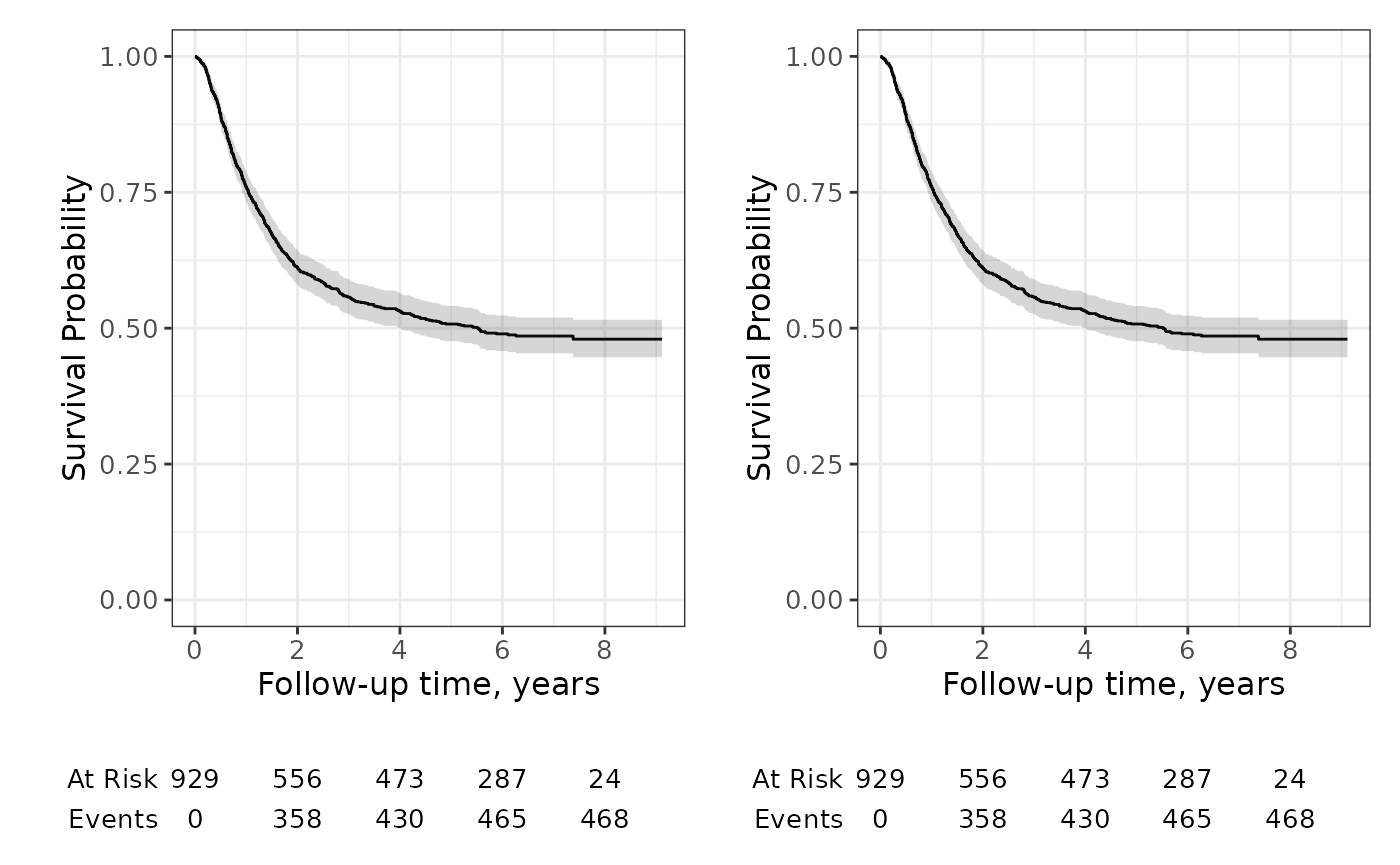 1.00
0.75
0.50
0.25
0.00
Survival Probability
0 2 4 6 8
Follow-up time, years
At Risk 929 556 473 287 24
Events 0 358 430 465 468
1.00
0.75
0.50
0.25
0.00
Survival Probability
0 2 4 6 8
Follow-up time, years
At Risk 929 556 473 287 24
Events 0 358 430 465 468